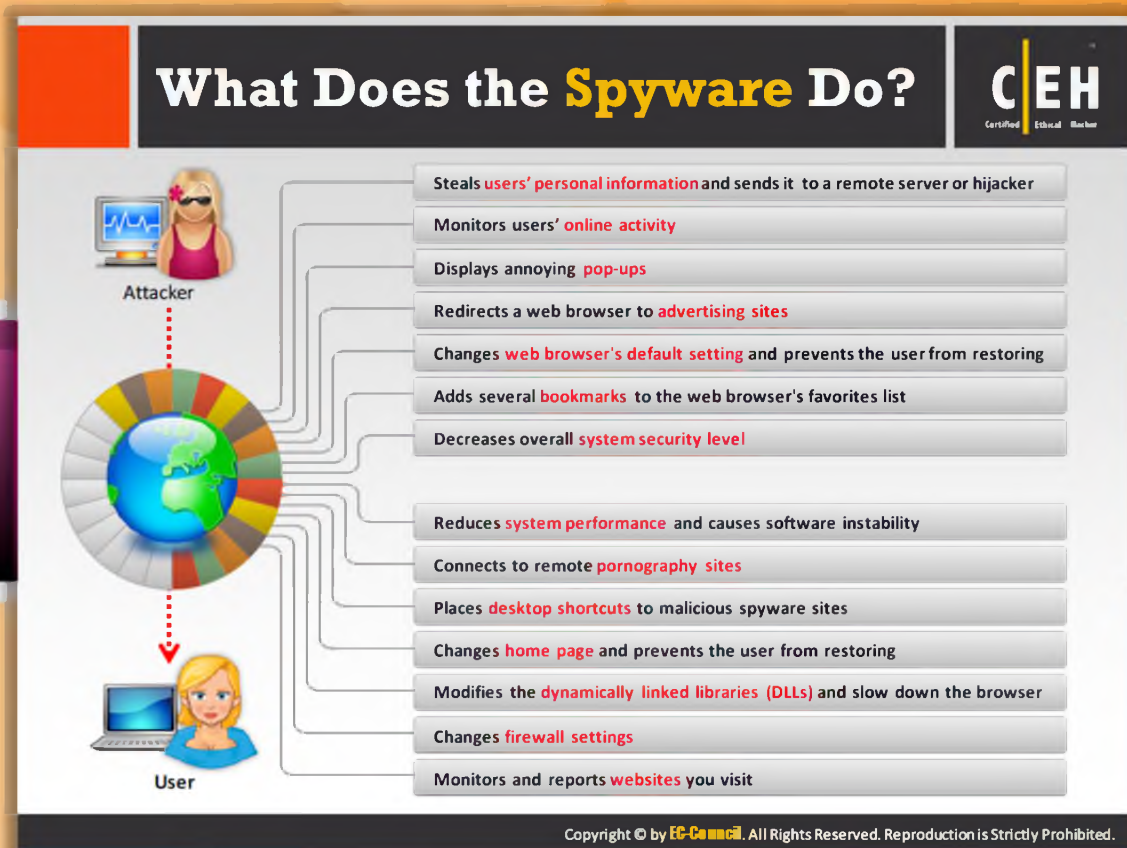 What Does the Spyware Do?
C EH
Certified Ethical Hacker
Steals users' personal information and sends it to a remote server or hijacker
Monitors users' online activity
Displays annoying pop-ups
Redirects a web browser to advertising sites
Changes web browser's default setting and prevents the user from restoring
Adds several bookmarks to the web browser's favorites list
Decreases overall system security level
Attacker
Reduces system performance and causes software instability
Connects to remote pornography sites
Places desktop shortcuts to malicious spyware sites
Changes home page and prevents the user from restoring
Modifies the dynamically linked libraries (DLLs) and slow down the browser
Changes firewall settings
Monitors and reports websites you visit
User
Copyright © by EC-Council. All Rights Reserved. Reproduction is Strictly Prohibited.